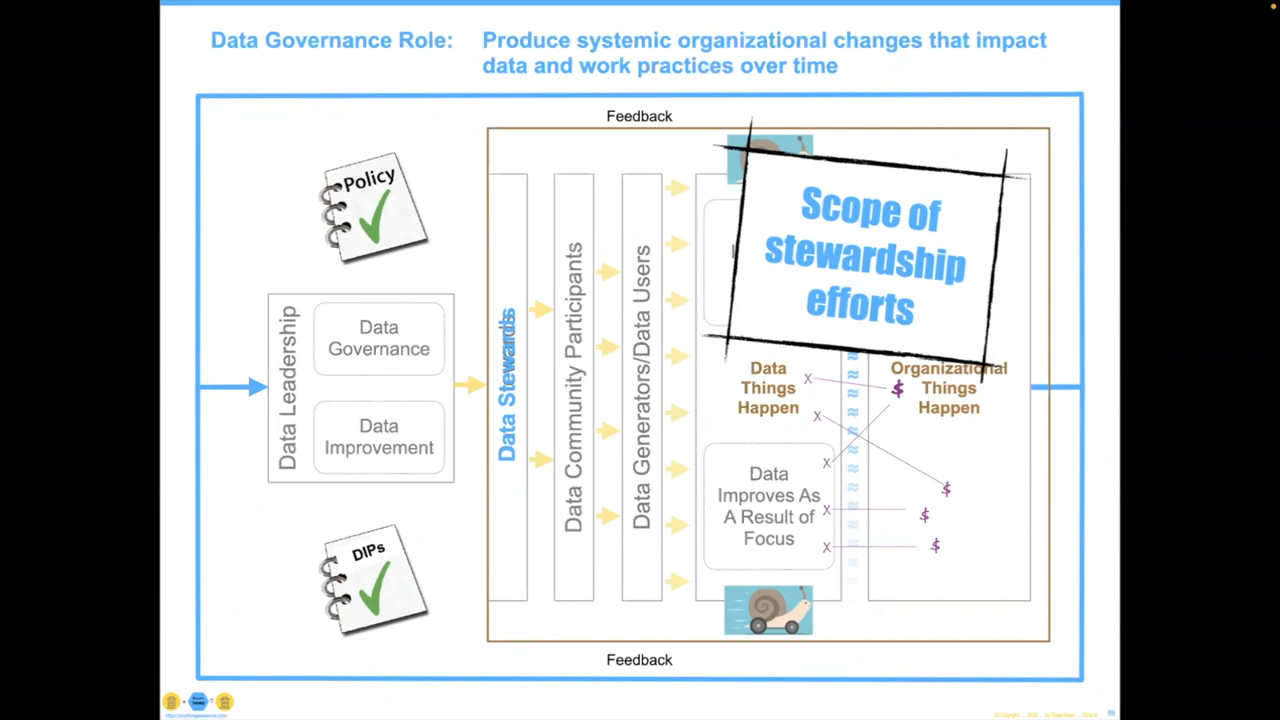 Data Governance Role:
Produce systemic organizational changes that impact
data and work practices over time
Feedback
Policy
Scope of
stewardship
efforts
Data Leadership
Data
Governance
Data
Improvement
Data Stewards
Data Community Participants
Data Generators/Data Users
Data
Things
Happen
Organizational
Things
Happen
X
X
X
X
X
$
$
$
$
Data
Improves As
A Result of
Focus
DIPs
Feedback